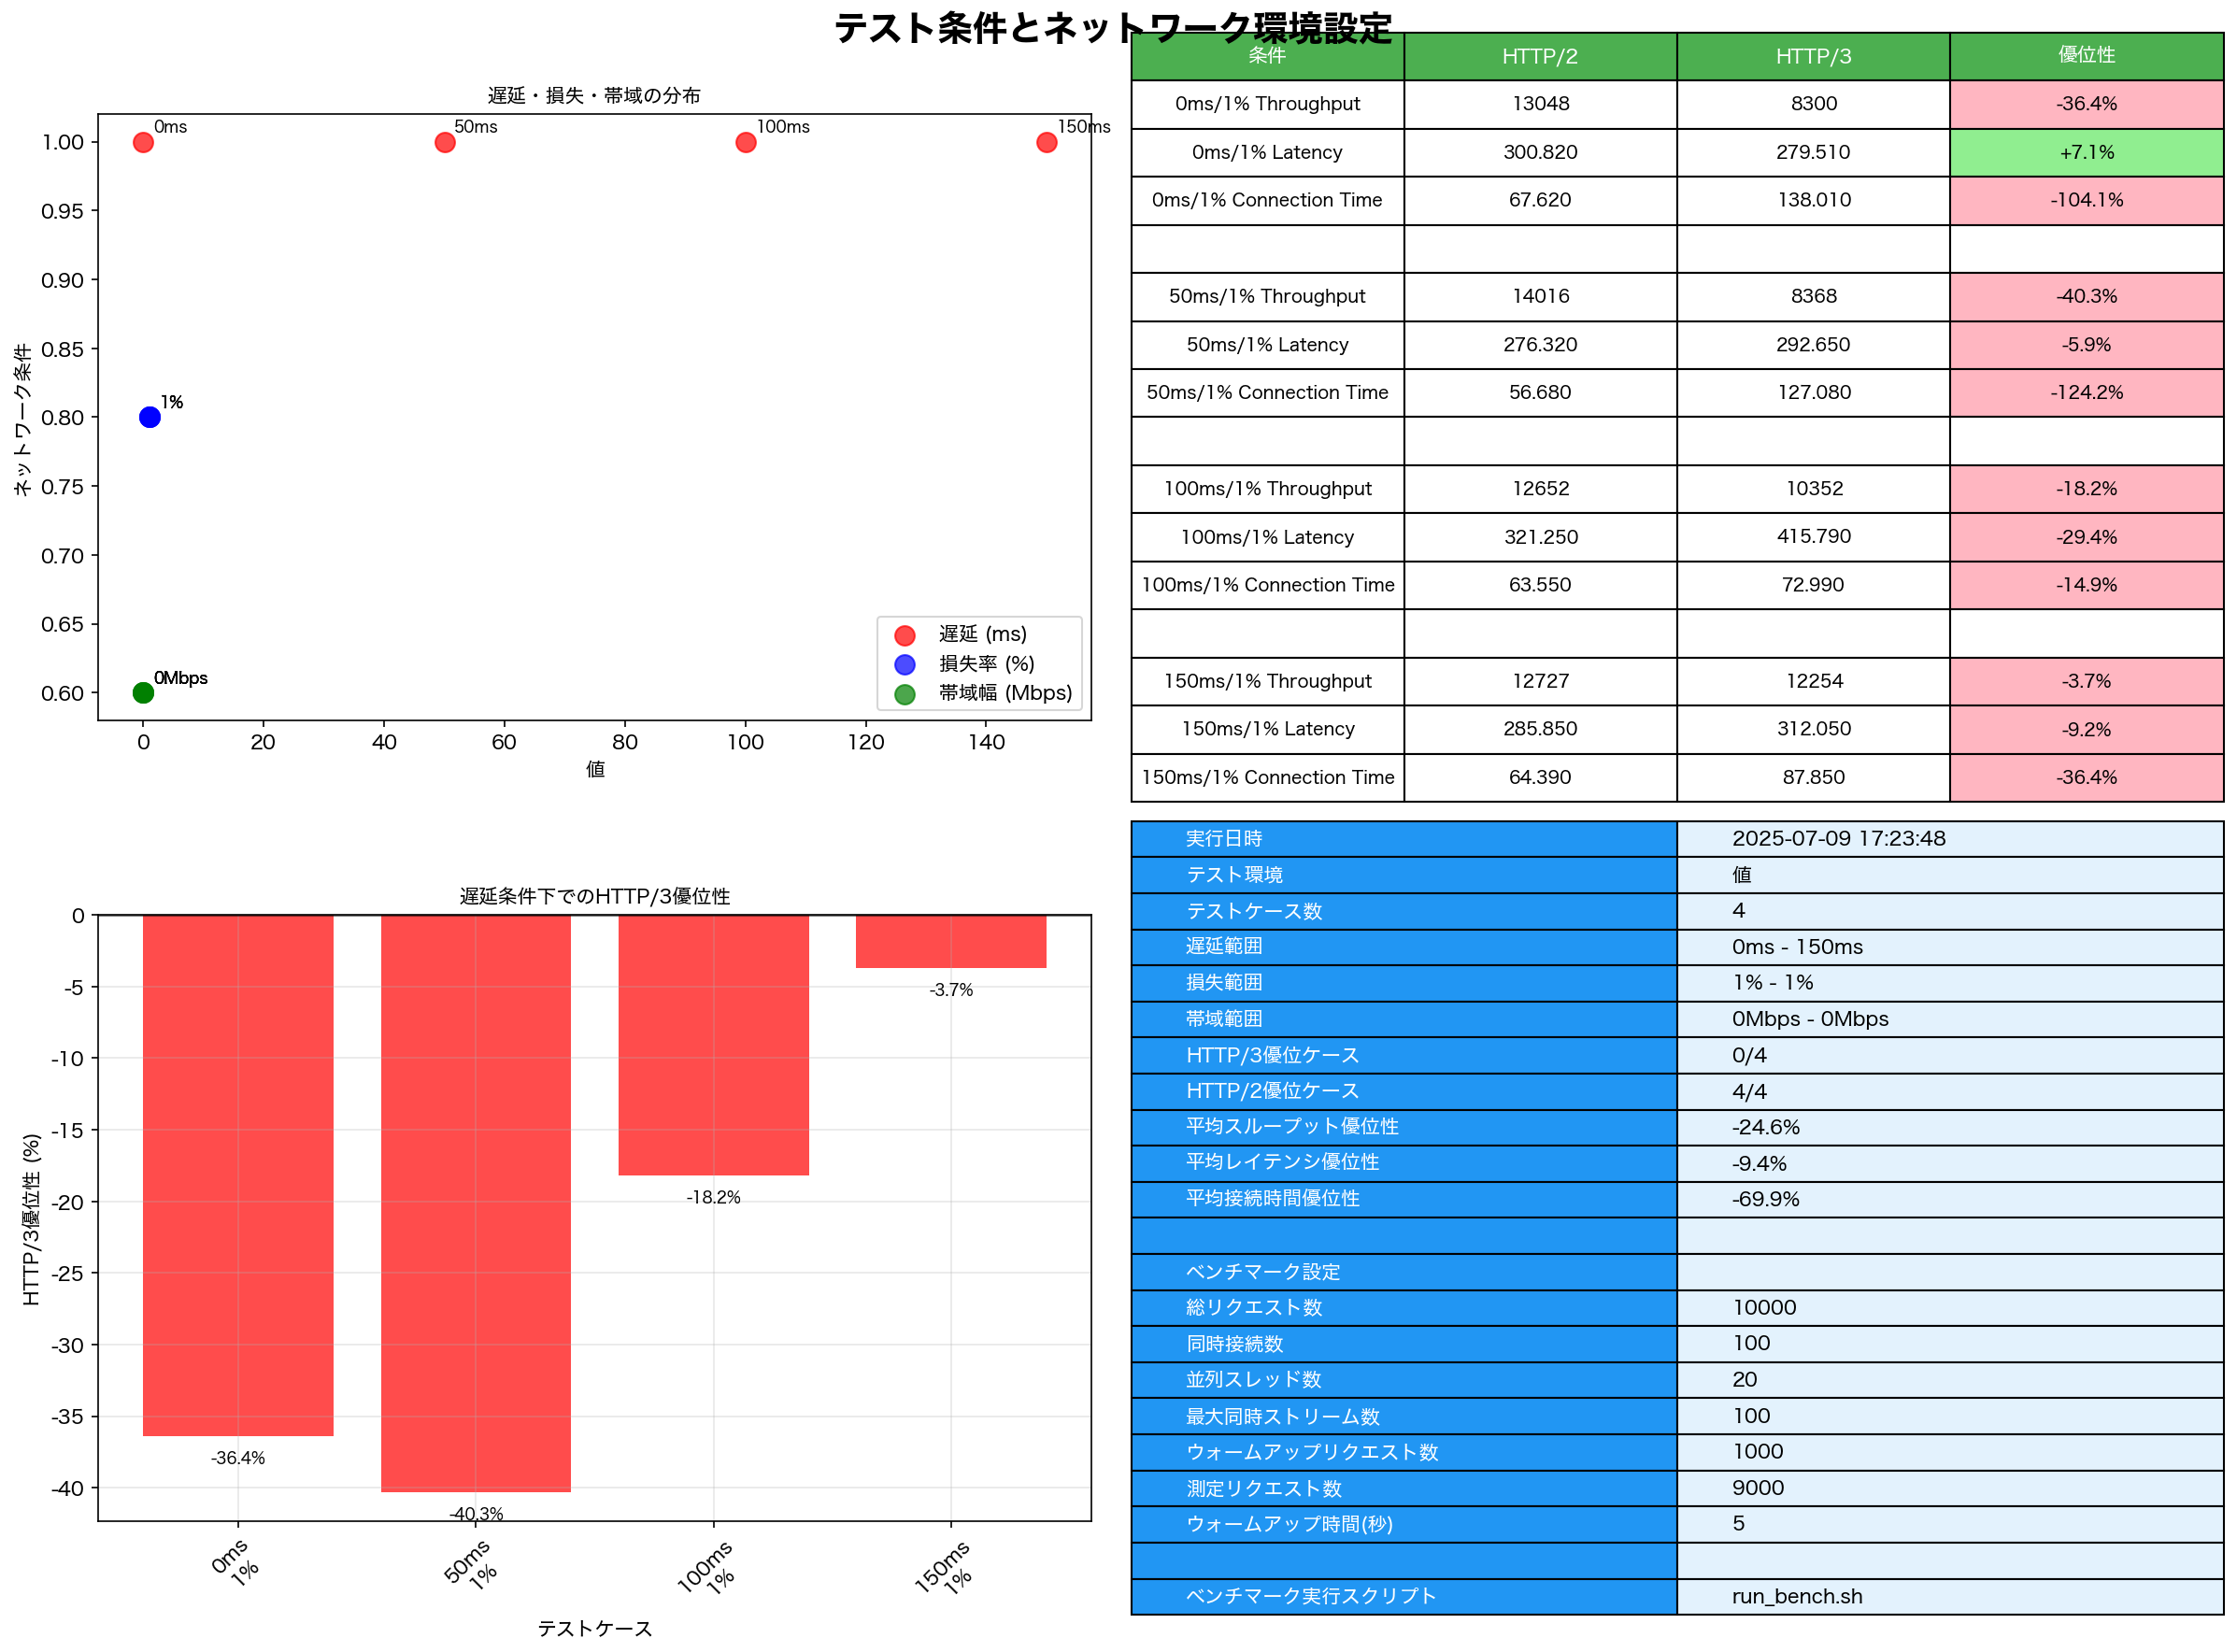 テスト条件とネットワーク環境設定
遅延・損失・帯域の分布
0ms 50ms 100ms 150ms
1.00
0.95
0.90
0.85
0.80
0.75
0.70
0.65
0.60
ネットワーク条件
1%
0Mbps
遅延 (ms)
損失率 (%)
帯域幅 (Mbps)
0 20 40 60 80 100 120 140
値
条件 HTTP/2 HTTP/3 優位性
0ms/1% Throughput 13048 8300 -36.4%
0ms/1% Latency 300.820 279.510 +7.1%
0ms/1% Connection Time 67.620 138.010 -104.1%
50ms/1% Throughput 14016 8368 -40.3%
50ms/1% Latency 276.320 292.650 -5.9%
50ms/1% Connection Time 56.680 127.080 -124.2%
100ms/1% Throughput 12652 10352 -18.2%
100ms/1% Latency 321.250 415.790 -29.4%
100ms/1% Connection Time 63.550 72.990 -14.9%
150ms/1% Throughput 12727 12254 -3.7%
150ms/1% Latency 285.850 312.050 -9.2%
150ms/1% Connection Time 64.390 87.850 -36.4%
遅延条件下でのHTTP/3優位性
0
-5
-10
-15
-20
-25
-30
-35
-40
HTTP/3優位性 (%)
-36.4%
-40.3%
-18.2%
-3.7%
0ms
1%
50ms
1%
100ms
1%
150ms
1%
テストケース
実行日時 2025-07-09 17:23:48
テスト環境 値
テストケース数 4
遅延範囲 0ms - 150ms
損失範囲 1% - 1%
帯域範囲 0Mbps - 0Mbps
HTTP/3優位ケース 0/4
HTTP/2優位ケース 4/4
平均スループット優位性 -24.6%
平均レイテンシ優位性 -9.4%
平均接続時間優位性 -69.9%
ベンチマーク設定
総リクエスト数 10000
同時接続数 100
並列スレッド数 20
最大同時ストリーム数 100
ウォームアップリクエスト数 1000
測定リクエスト数 9000
ウォームアップ時間(秒) 5
ベンチマーク実行スクリプト run_bench.sh